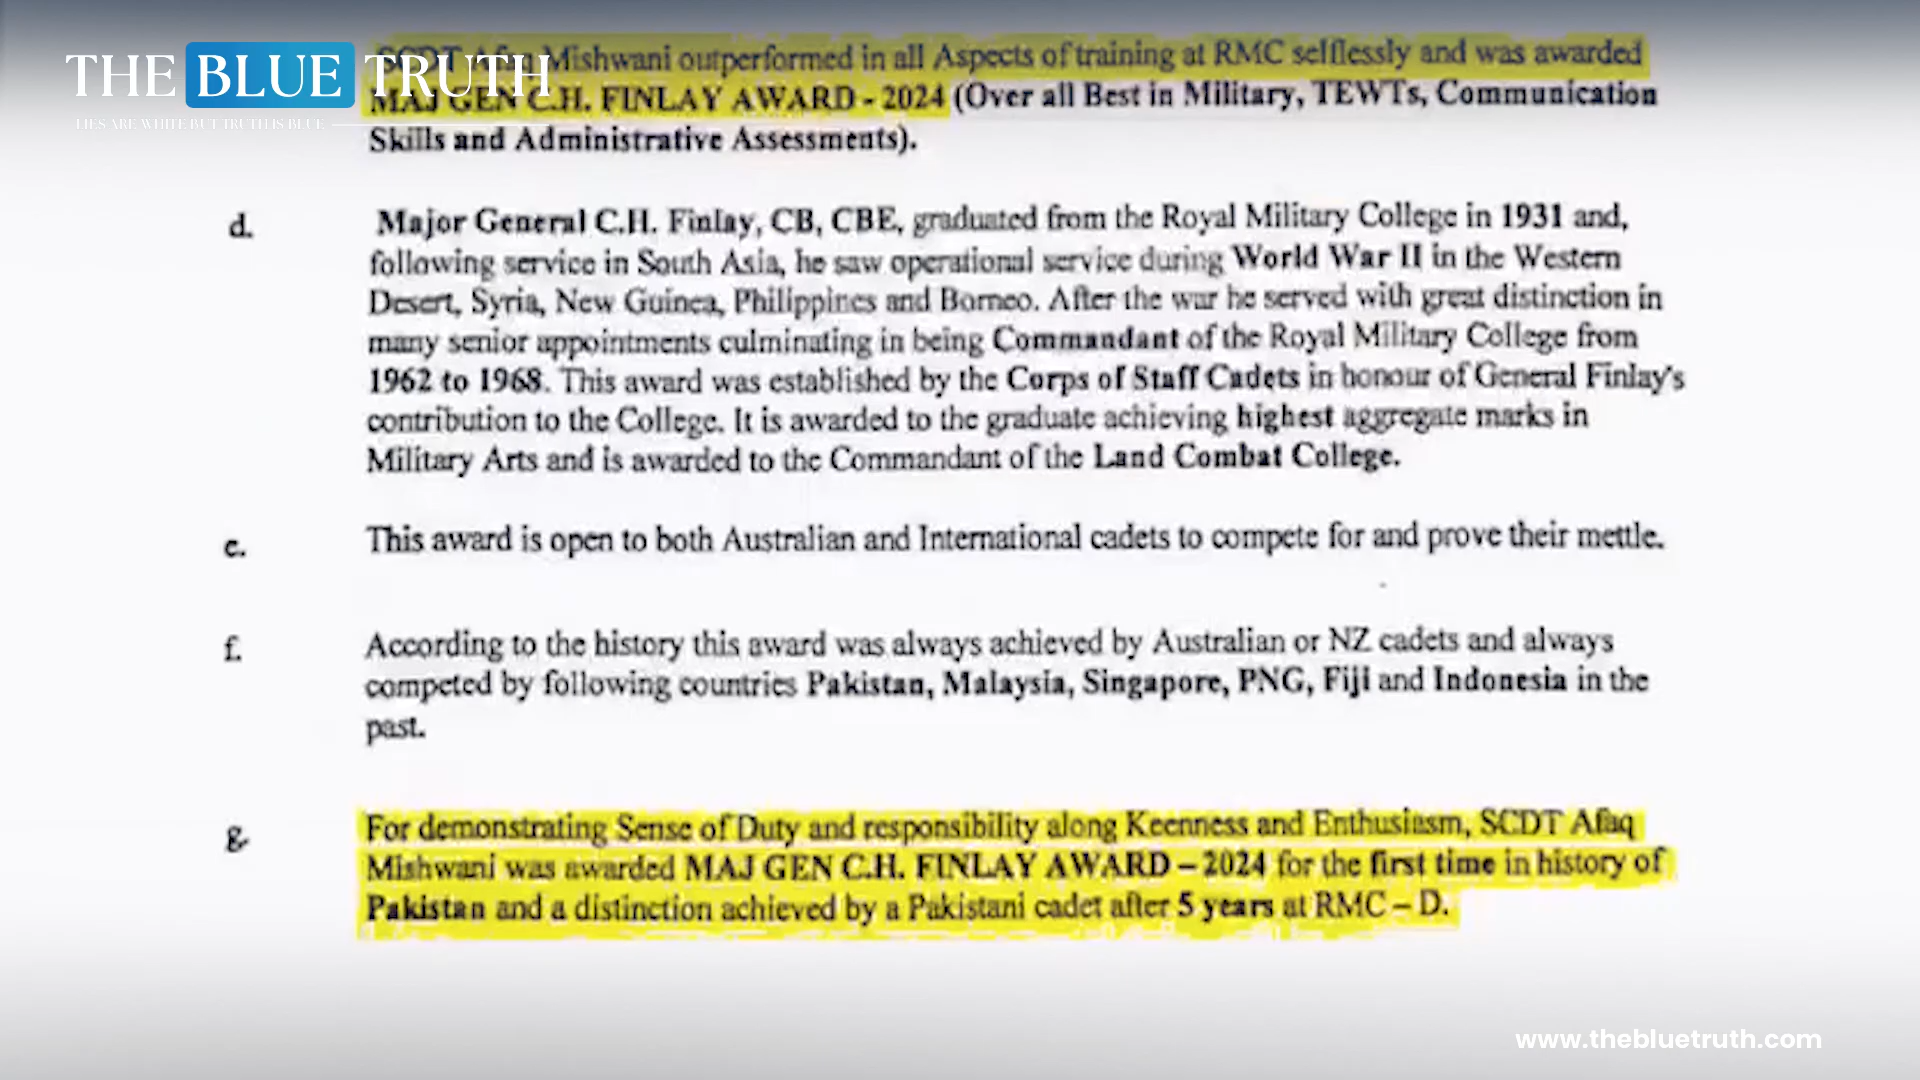 THE BLUE TRUTH
LIES ARE WHITE BUT TRUTH IS BLUE
SCDT Afaq Mishwani outperformed in all Aspects of training at RMC selflessly and was awarded
MAJ GEN C.H. FINLAY AWARD - 2024 (Over all Best in Military, TEWTs, Communication
Skills and Administrative Assessments).
d. Major General C.H. Finlay, CB, CBE, graduated from the Royal Military College in 1931 and,
following service in South Asia, he saw operational service during World War II in the Western
Desert, Syria, New Guinea, Philippines and Borneo. After the war he served with great distinction in
many senior appointments culminating in being Commandant of the Royal Military College from
1962 to 1968. This award was established by the Corps of Staff Cadets in honour of General Finlay's
contribution to the College. It is awarded to the graduate achieving highest aggregate marks in
Military Arts and is awarded to the Commandant of the Land Combat College.
e. This award is open to both Australian and International cadets to compete for and prove their mettle.
f. According to the history this award was always achieved by Australian or NZ cadets and always
competed by following countries Pakistan, Malaysia, Singapore, PNG, Fiji and Indonesia in the
past.
g. For demonstrating Sense of Duty and responsibility along Keenness and Enthusiasm, SCDT Afaq
Mishwani was awarded MAJ GEN C.H. FINLAY AWARD – 2024 for the first time in history of
Pakistan and a distinction achieved by a Pakistani cadet after 5 years at RMC – D.
www.thebluetruth.com